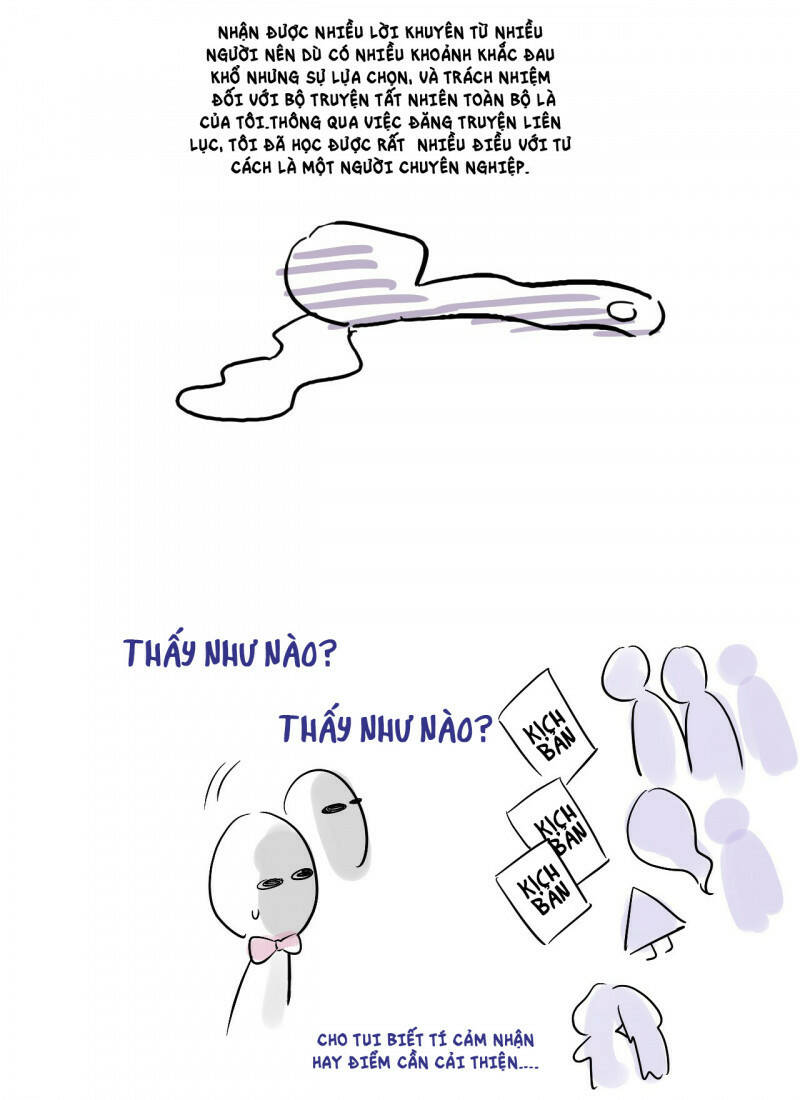 NHẬN ĐƯỢC NHIỀU LỜI KHUYÊN TỪ NHIỀU
NGƯỜI NÊN DÙ CÓ NHIỀU KHOẢNH KHẮC ĐAU
KHỔ NHƯNG SỰ LỰA CHỌN, VÀ TRÁCH NHIỆM
ĐỐI VỚI BỘ TRUYỆN TẤT NHIÊN TOÀN BỘ LÀ
CỦA TÔI.THÔNG QUA VIỆC ĐĂNG TRUYỆN LIÊN
LỤC, TÔI ĐÃ HỌC ĐƯỢC RẤT NHIỀU ĐIỀU VỚI TƯ
CÁCH LÀ MỘT NGƯỜI CHUYÊN NGHIỆP.
THẤY NHƯ NÀO?
THẤY NHƯ NÀO?
KỊCH
BẢN
KỊCH
BẢN
KỊCH
BẢN
CHO TUI BIẾT TÍ CẢM NHẬN
HAY ĐIỂM CẦN CẢI THIỆN....